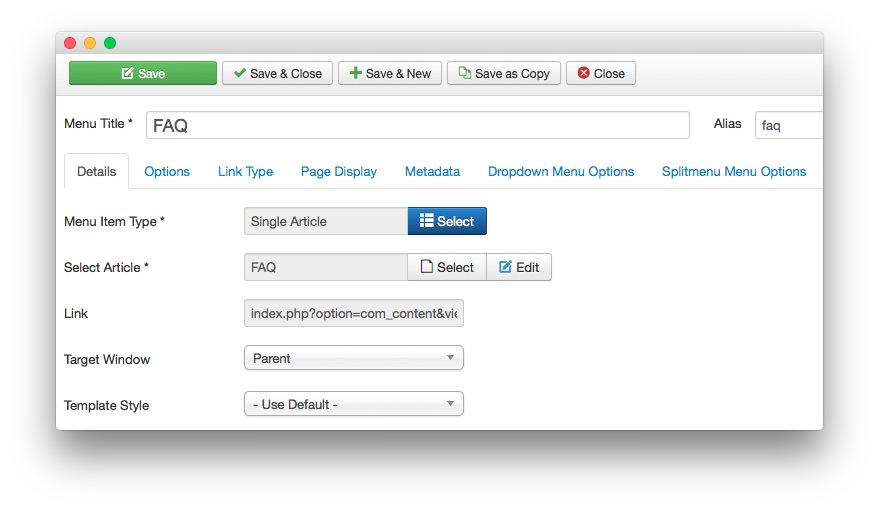 Save Save & Close Save & New Save as Copy Close
Menu Title * FAQ Alias faq
Details Options Link Type Page Display Metadata Dropdown Menu Options Splitmenu Menu Options
Menu Item Type * Single Article Select
Select Article * FAQ Select Edit
Link index.php?option=com_content&vie
Target Window Parent
Template Style - Use Default -